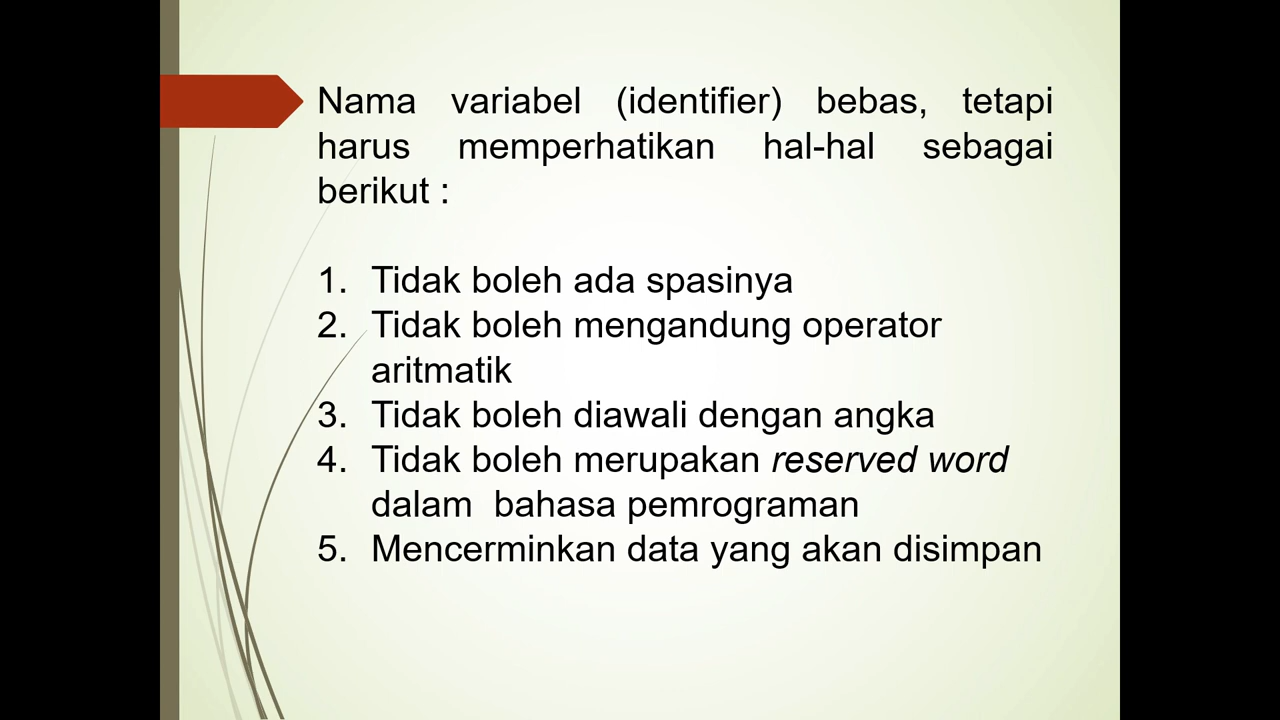 Nama variabel (identifier) bebas, tetapi
harus memperhatikan hal-hal sebagai
berikut :
1. Tidak boleh ada spasinya
2. Tidak boleh mengandung operator
aritmatik
3. Tidak boleh diawali dengan angka
4. Tidak boleh merupakan reserved word
dalam bahasa pemrograman
5. Mencerminkan data yang akan disimpan